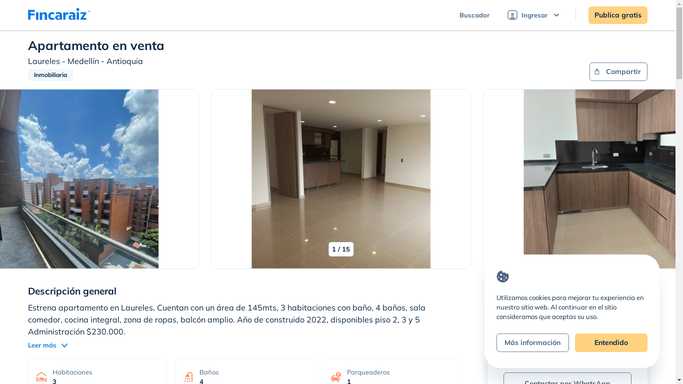 Fincaraiz
Buscador
Ingresar
Publica gratis
Apartamento en venta
Laureles - Medellín - Antioquia
Inmobiliaria
Compartir
1 / 15
Descripción general
Estrena apartamento en Laureles. Cuentan con un área de 145mts, 3 habitaciones con baño, 4 baños, sala
comedor, cocina integral, zona de ropas, balcón amplio. Año de construido 2022, disponibles piso 2, 3 y 5
Administración $230.000.
Leer más
Habitaciones
3
Baños
4
Parqueaderos
1
Utilizamos cookies para mejorar tu experiencia en
nuestro sitio web. Al continuar en el sitio
consideramos que aceptas su uso.
Más información
Entendido
Contactar por WhatsApp